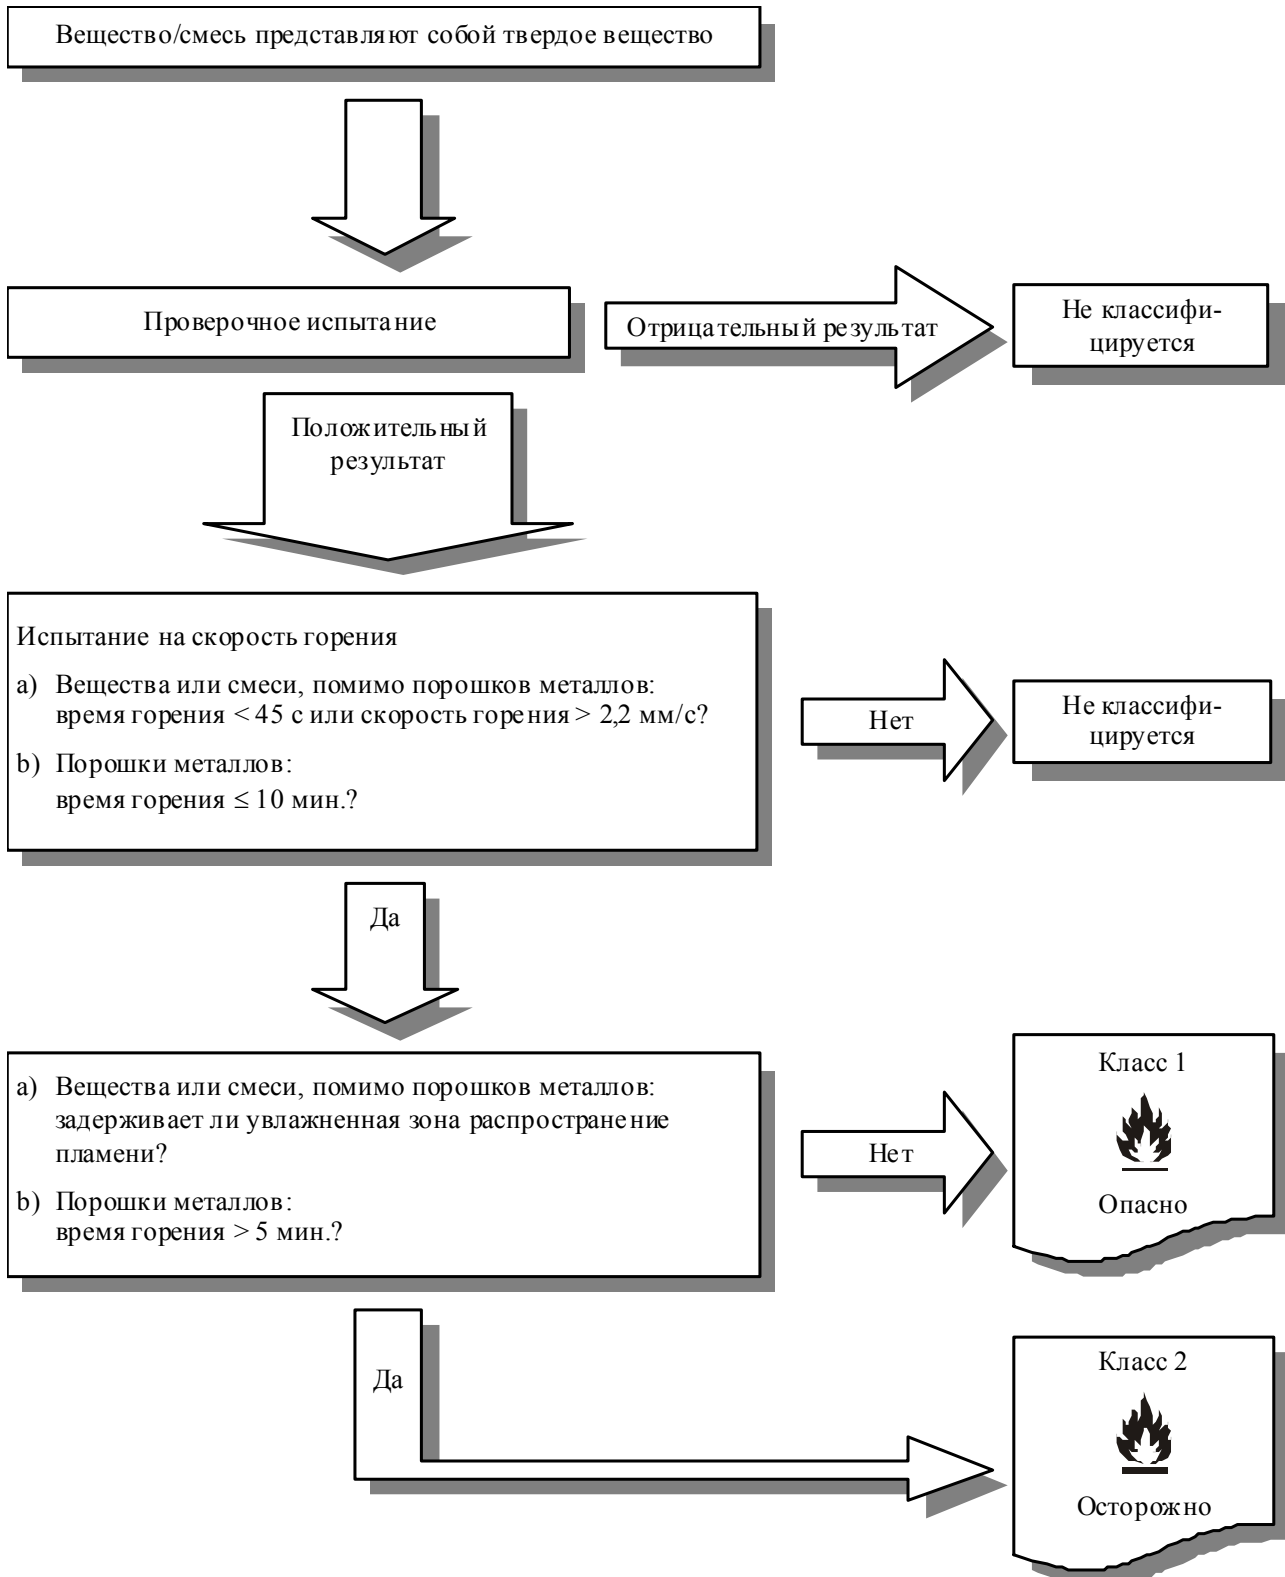 Вещество/смесь представляют собой твердое вещество
Проверочное испытание
Отрицательный результат
Не классифи-
цируется
Положительный
результат
Испытание на скорость горения
a) Вещества или смеси, помимо порошков металлов:
время горения < 45 с или скорость горения > 2,2 мм/с?
b) Порошки металлов:
время горения ≤ 10 мин.?
Нет
Не классифи-
цируется
Да
a) Вещества или смеси, помимо порошков металлов:
задерживает ли увлажненная зона распространение
пламени?
b) Порошки металлов:
время горения > 5 мин.?
Нет
Класс 1
Опасно
Да
Класс 2
Осторожно